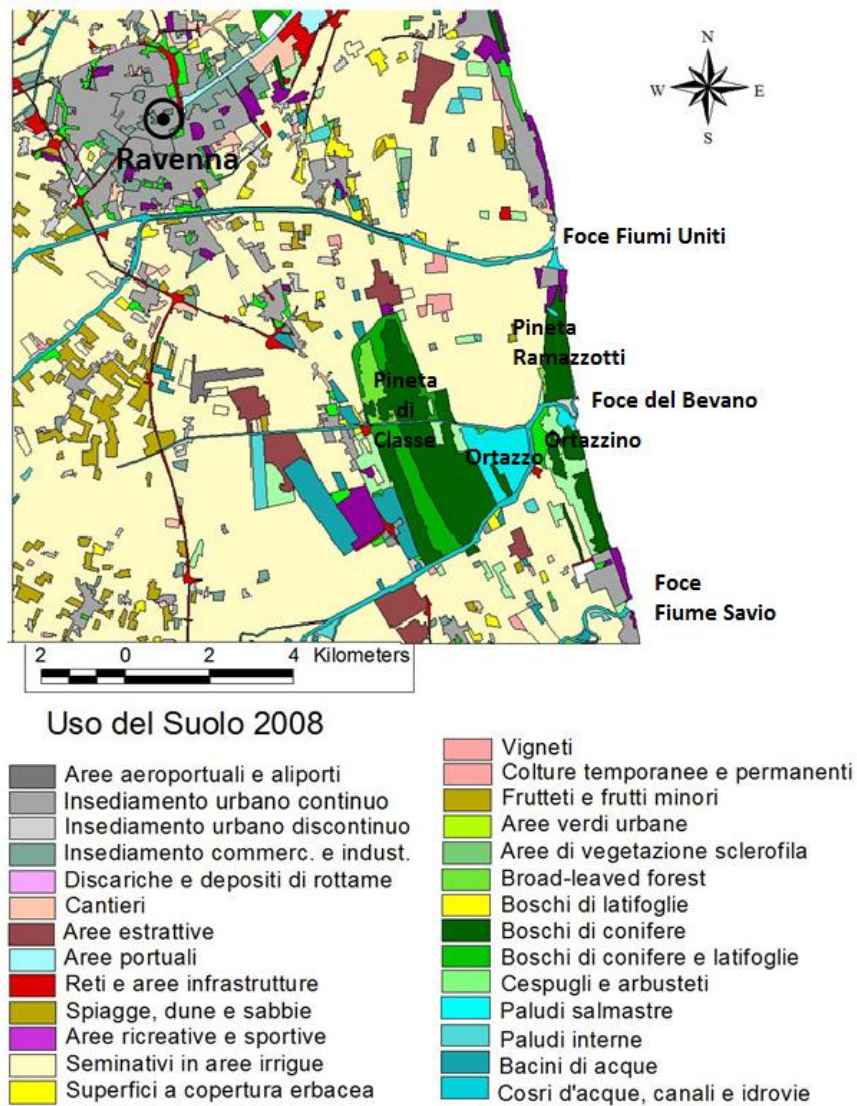 N
W E
S
Ravenna
Foce Fiumi Uniti
Pineta
Ramazzotti
Pineta
di
Classe
Foce del Bevano
Ortazzo
Ortazzino
Foce
Fiume Savio
2 0 2 4 Kilometers
Uso del Suolo 2008
Aree aeroportuali e aliporti
Insediamento urbano continuo
Insediamento urbano discontinuo
Insediamento commerc. e indust.
Discariche e depositi di rottame
Cantieri
Aree estrattive
Aree portuali
Reti e aree infrastrutture
Spiagge, dune e sabbie
Aree ricreative e sportive
Seminativi in aree irrigue
Superfici a copertura erbacea
Vigneti
Colture temporanee e permanenti
Frutteti e frutti minori
Aree verdi urbane
Aree di vegetazione sclerofila
Broad-leaved forest
Boschi di latifoglie
Boschi di conifere
Boschi di conifere e latifoglie
Cespugli e arbusteti
Paludi salmastre
Paludi interne
Bacini di acque
Cosri d'acque, canali e idrovie